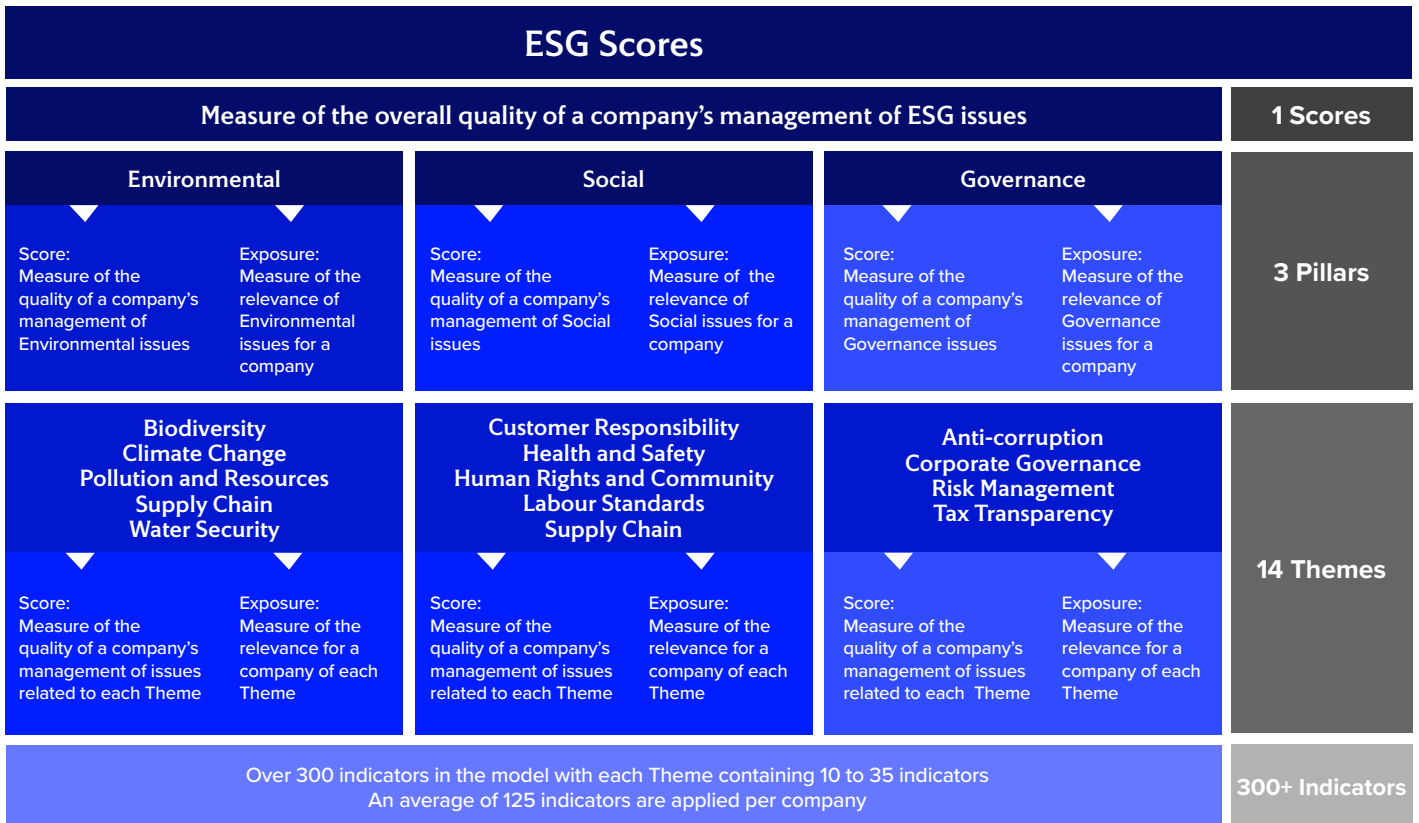 ESG Scores
Measure of the overall quality of a company’s management of ESG issues
1 Scores
Environmental
Score:
Measure of the
quality of a company’s
management of
Environmental issues
Exposure:
Measure of the
relevance of
Environmental
issues for a
company
Social
Score:
Measure of the
quality of a company’s
management of Social
issues
Exposure:
Measure of  the
relevance of
Social issues for a
company
Governance
Score:
Measure of the
quality of a company’s
management of
Governance issues
Exposure:
Measure of the
relevance of
Governance
issues for a
company
3 Pillars
Biodiversity
Climate Change
Pollution and Resources
Supply Chain
Water Security
Score:
Measure of the
quality of a company’s
management of issues
related to each Theme
Exposure:
Measure of the
relevance for a
company of each
Theme
Customer Responsibility
Health and Safety
Human Rights and Community
Labour Standards
Supply Chain
Score:
Measure of the
quality of a company’s
management of issues
related to each Theme
Exposure:
Measure of the
relevance for a
company of each
Theme
Anti-corruption
Corporate Governance
Risk Management
Tax Transparency
Score:
Measure of the
quality of a company’s
management of issues
related to each  Theme
Exposure:
Measure of the
relevance for a
company of each
Theme
14 Themes
Over 300 indicators in the model with each Theme containing 10 to 35 indicators
An average of 125 indicators are applied per company
300+ Indicators